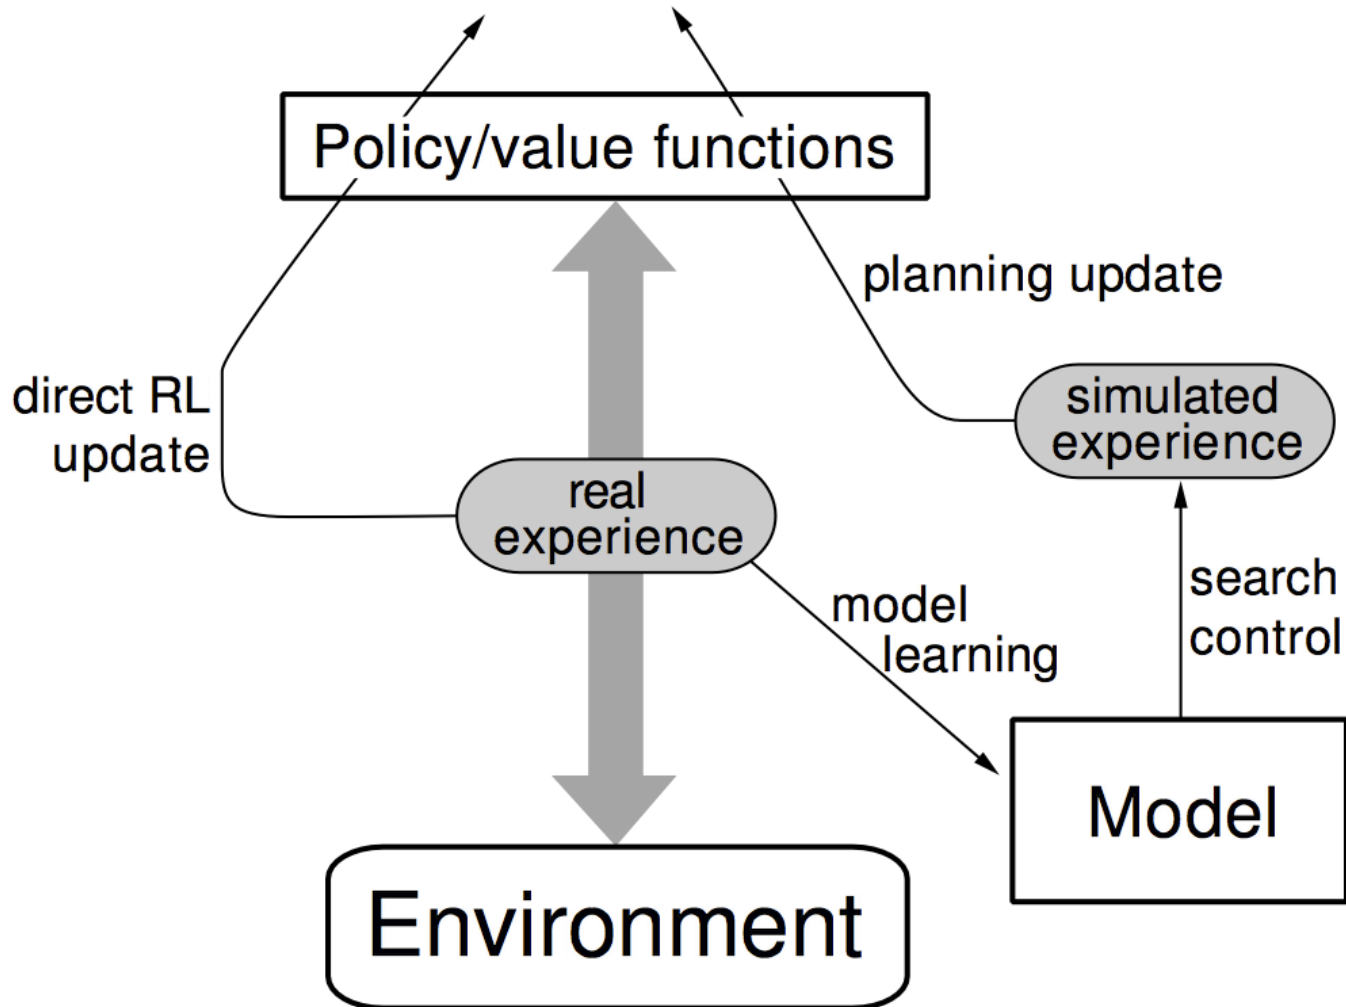 Policy/value functions
planning update
direct RL
update
simulated
experience
real
experience
model
learning
search
control
Model
Environment